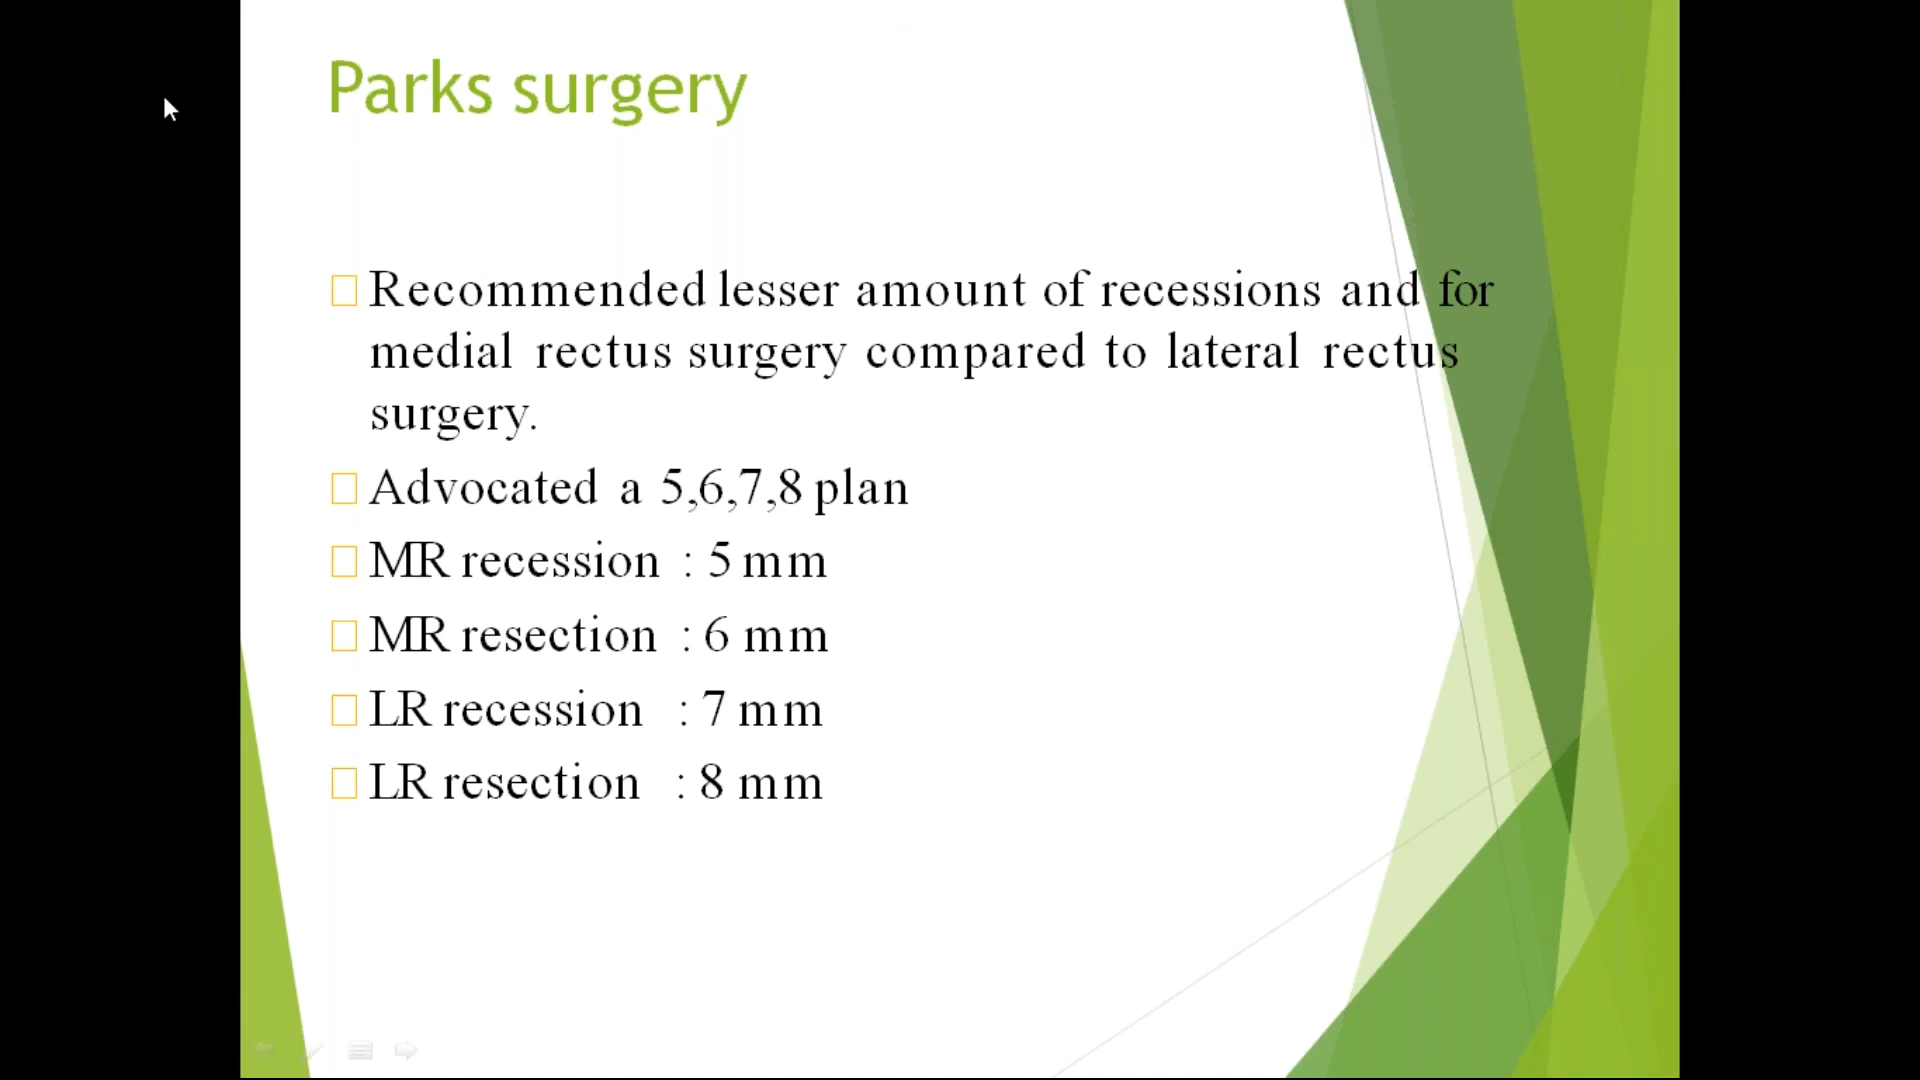 Parks surgery
Recommended lesser amount of recessions and for
medial rectus surgery compared to lateral rectus
surgery.
Advocated a 5,6,7,8 plan
MR recession : 5 mm
MR resection : 6 mm
LR recession : 7 mm
LR resection : 8 mm